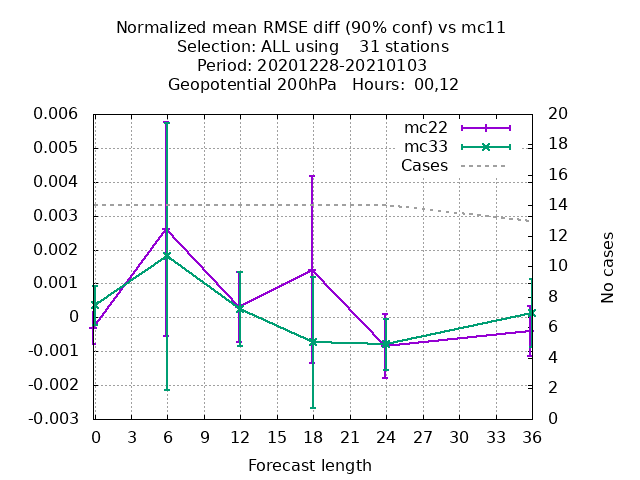 Normalized mean RMSE diff (90% conf) vs mc11
Selection: ALL using    31 stations
Period: 20201228-20210103
Geopotential 200hPa   Hours:  00,12
mc22
mc33
Cases
0.006
0.005
0.004
0.003
0.002
0.001
0
-0.001
-0.002
-0.003
20
18
16
14
12
10
8
6
4
2
0
No cases
0 3 6 9 12 15 18 21 24 27 30 33 36
Forecast length